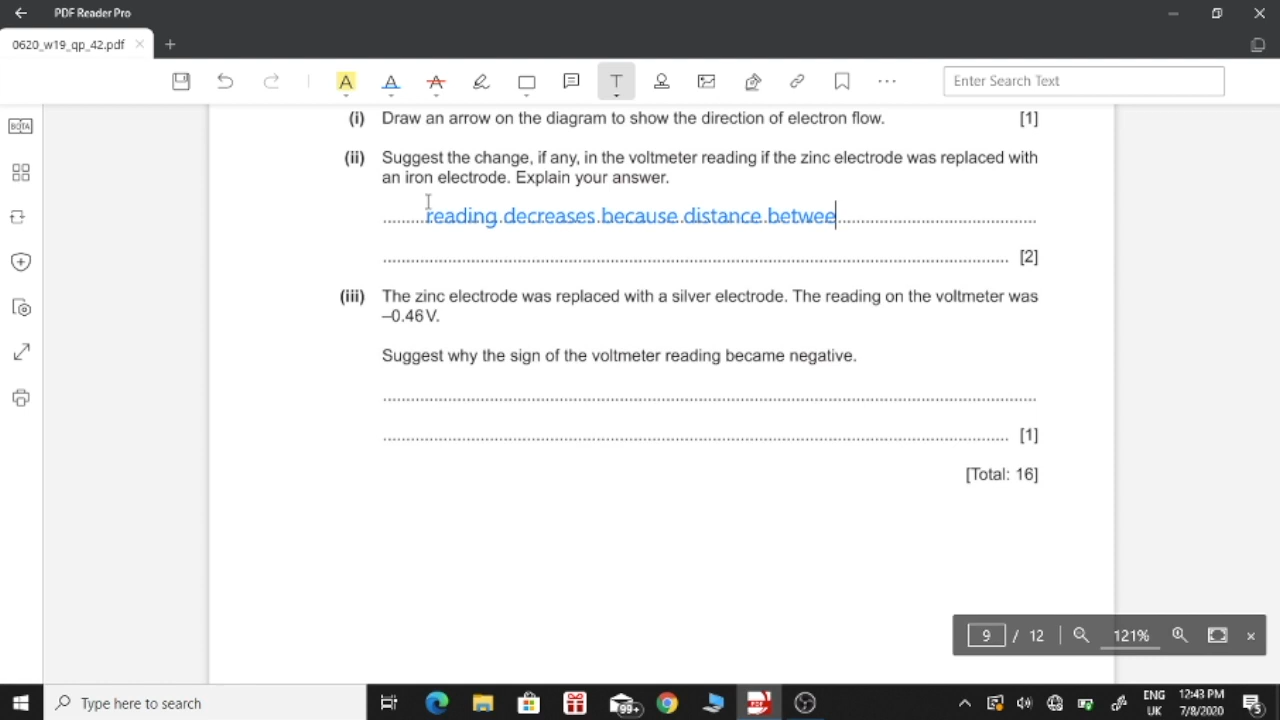 PDF Reader Pro
0620_w19_qp_42.pdf
Enter Search Text
BOTA
(i) Draw an arrow on the diagram to show the direction of electron flow. [1]
(ii) Suggest the change, if any, in the voltmeter reading if the zinc electrode was replaced with
an iron electrode. Explain your answer.
reading decreases because distance betwee
[2]
(iii) The zinc electrode was replaced with a silver electrode. The reading on the voltmeter was
–0.46 V.
Suggest why the sign of the voltmeter reading became negative.
[1]
[Total: 16]
9 / 12 121%
Type here to search
99+
PDF
ENG
UK
12:43 PM
7/8/2020